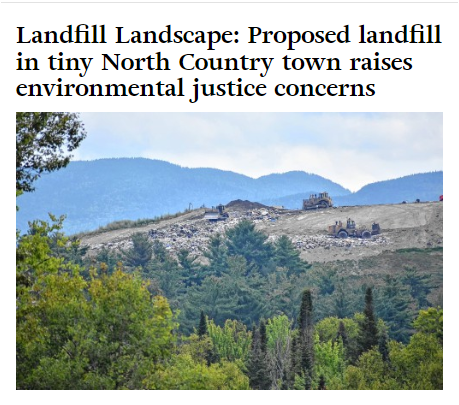 Landfill Landscape: Proposed landfill
in tiny North Country town raises
environmental justice concerns